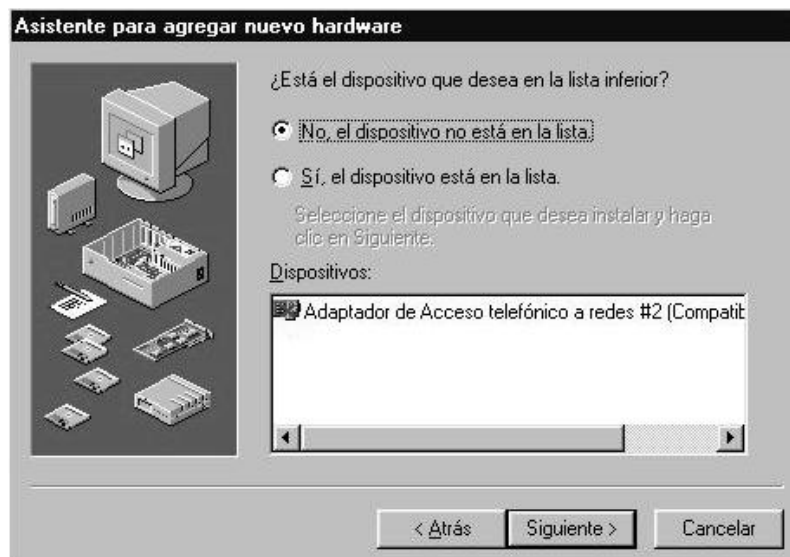 Asistente para agregar nuevo hardware
¿Está el dispositivo que desea en la lista inferior?
No, el dispositivo no está en la lista.
Sí, el dispositivo está en la lista.
Seleccione el dispositivo que desea instalar y haga
clic en Siguiente.
Dispositivos:
Adaptador de Acceso telefónico a redes #2 (Compatib
< Atrás
Siguiente >
Cancelar